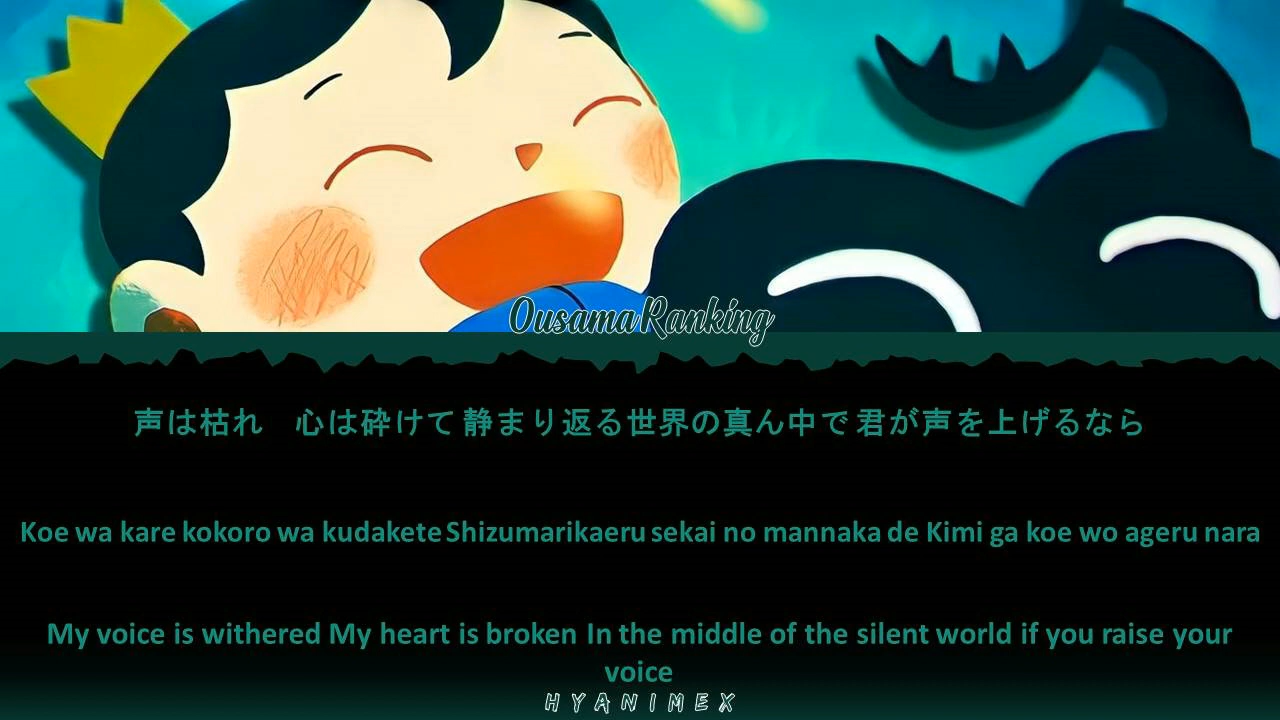 Ousama Ranking
声は枯れ　心は砕けて 静まり返る世界の真ん中で 君が声を上げるなら
Koe wa kare kokoro wa kudakete Shizumarikaeru sekai no mannaka de Kimi ga koe wo ageru nara
My voice is withered My heart is broken In the middle of the silent world if you raise your
voice
HYANIMEX